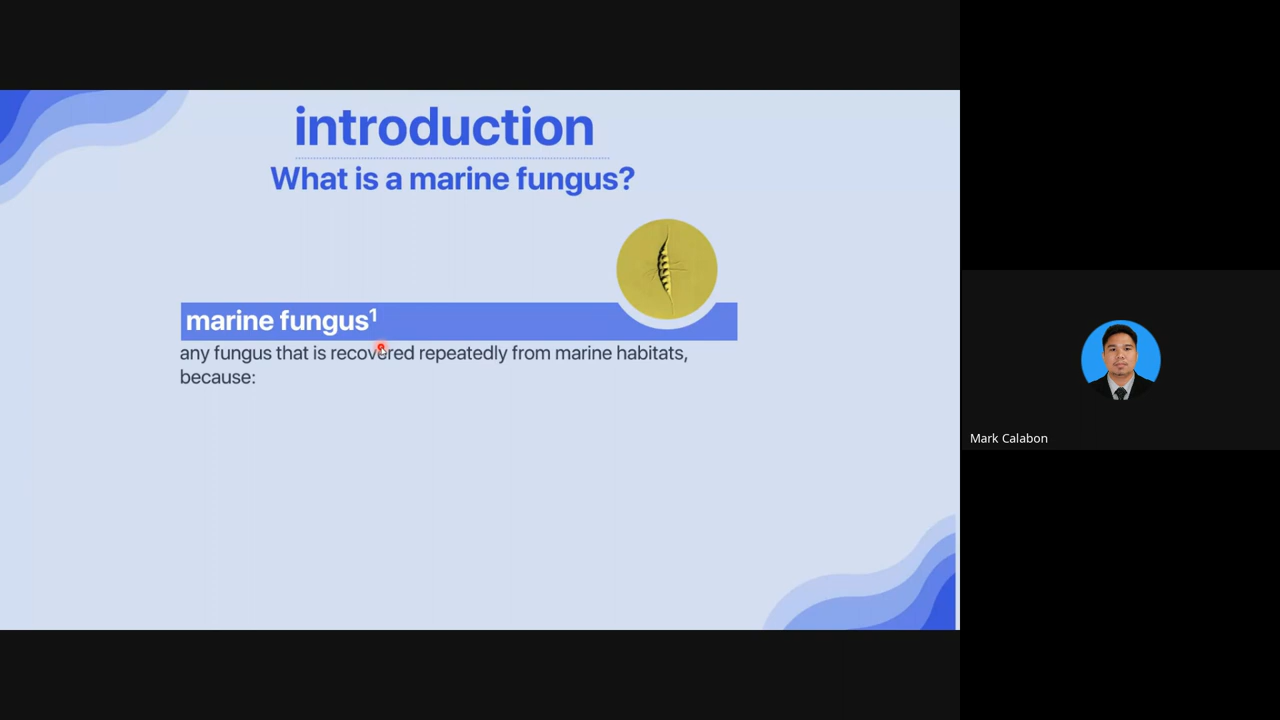 introduction
What is a marine fungus?
marine fungus¹
any fungus that is recovered repeatedly from marine habitats,
because:
Mark Calabon